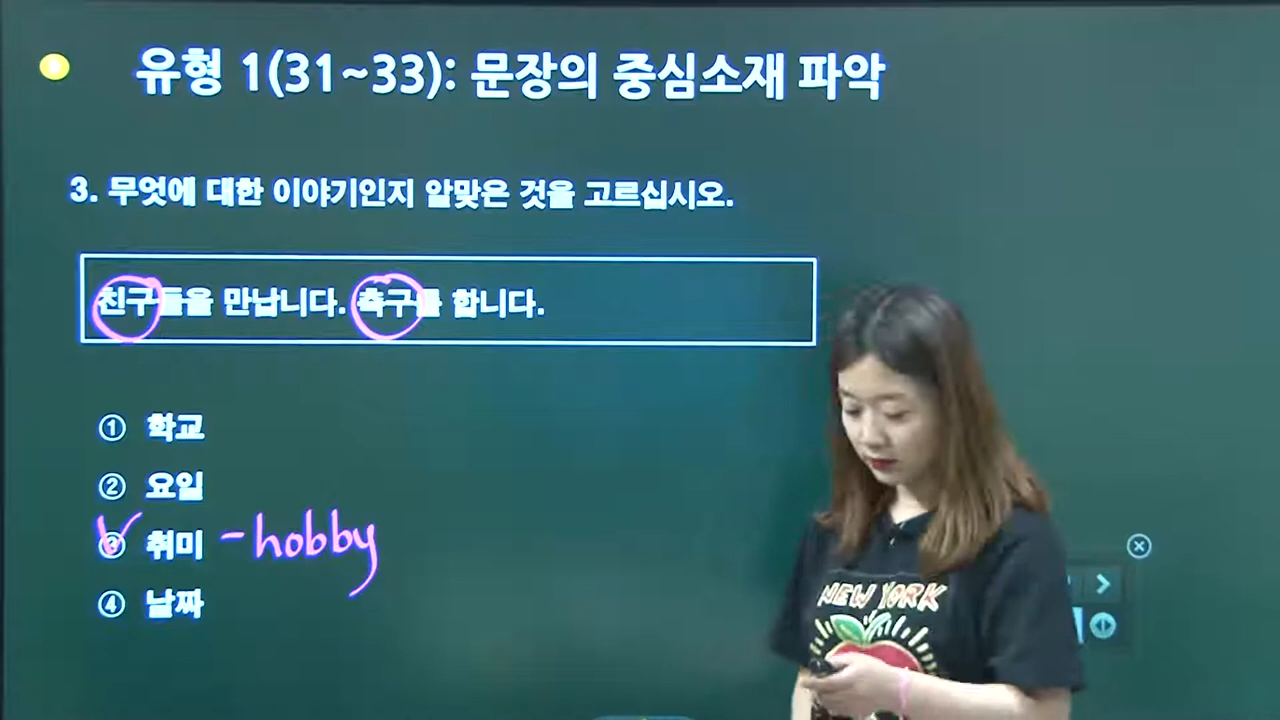 유형 1(31~33): 문장의 중심소재 파악
3. 무엇에 대한 이야기인지 알맞은 것을 고르십시오.
친구들을 만납니다. 축구를 합니다.
① 학교
② 요일
③ 취미 - hobby
④ 날짜
NEW YORK